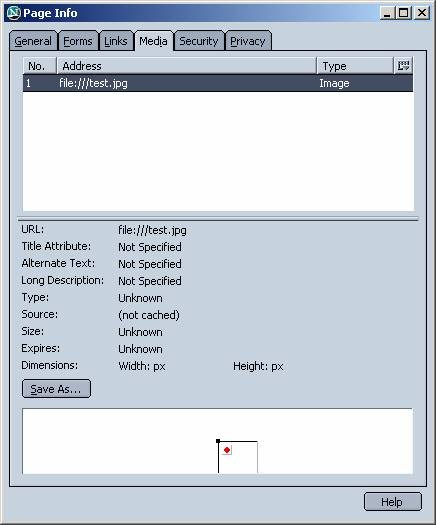 Page Info
General Forms Links Media Security Privacy
No. Address Type
1 file:///test.jpg Image
URL: file:///test.jpg
Title Attribute: Not Specified
Alternate Text: Not Specified
Long Description: Not Specified
Type: Unknown
Source: (not cached)
Size: Unknown
Expires: Unknown
Dimensions: Width: px Height: px
Save As...
Help